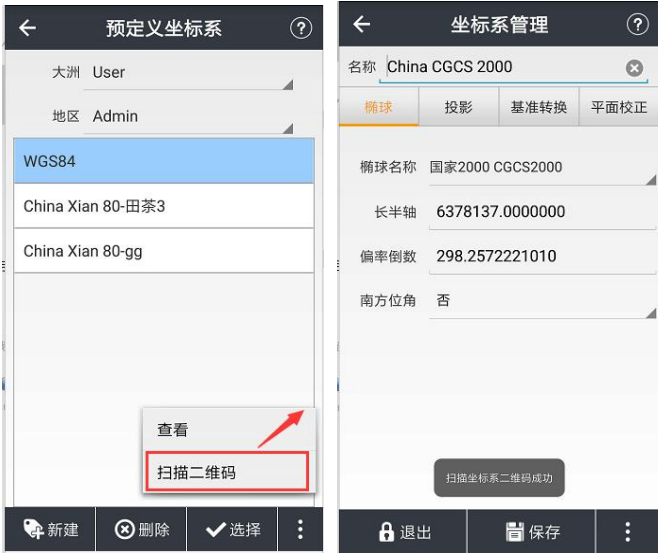 预定义坐标系
?
大洲 User
地区 Admin
WGS84
China Xian 80-田茶3
China Xian 80-gg
查看
扫描二维码
新建 删除 选择
坐标系管理
?
名称 China CGCS 2000
椭球 投影 基准转换 平面校正
椭球名称 国家2000 CGCS2000
长半轴 6378137.0000000
偏率倒数 298.2572221010
南方位角 否
扫描坐标系二维码成功
退出 保存